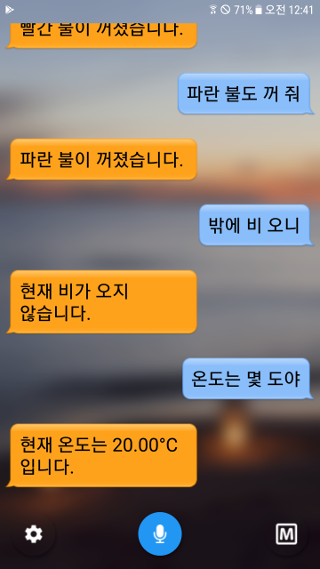 71% 오전 12:41
빨간 불이 꺼졌습니다.
파란 불도 꺼 줘
파란 불이 꺼졌습니다.
밖에 비 오니
현재 비가 오지
않습니다.
온도는 몇 도야
현재 온도는 20.00°C
입니다.
M